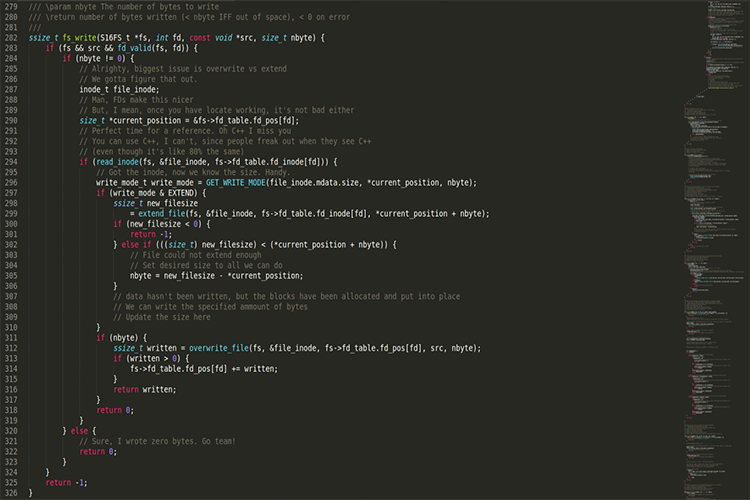 279 /// \param nbyte The number of bytes to write
280 /// \return number of bytes written (< nbyte IFF out of space), < 0 on error
281 ///
282 ssize_t fs_write(S16FS_t *fs, int fd, const void *src, size_t nbyte) {
283     if (fs && src && fd_valid(fs, fd)) {
284         if (nbyte != 0) {
285             // Alrighty, biggest issue is overwrite vs extend
286             // We gotta figure that out.
287             inode_t file_inode;
288             // Man, FDs make this nicer
289             // But, I mean, once you have locate working, it's not bad either
290             size_t *current_position = &fs->fd_table.fd_pos[fd];
291             // Perfect time for a reference. Oh C++ I miss you
292             // You can use C++, I can't, since people freak out when they see C++
293             // (even though it's like 80% the same)
294             if (read_inode(fs, &file_inode, fs->fd_table.fd_inode[fd])) {
295                 // Got the inode, now we know the size. Handy.
296                 write_mode_t write_mode = GET_WRITE_MODE(file_inode.mdata.size, *current_position, nbyte);
297                 if (write_mode & EXTEND) {
298                     ssize_t new_filesize
299                         = extend_file(fs, &file_inode, fs->fd_table.fd_inode[fd], *current_position + nbyte);
300                     if (new_filesize < 0) {
301                         return -1;
302                     } else if (((size_t) new_filesize) < (*current_position + nbyte)) {
303                         // File could not extend enough
304                         // Set desired size to all we can do
305                         nbyte = new_filesize - *current_position;
306                     }
307                     // data hasn't been written, but the blocks have been allocated and put into place
308                     // We can write the specified ammount of bytes
309                     // Update the size here
310                 }
311                 if (nbyte) {
312                     ssize_t written = overwrite_file(fs, &file_inode, fs->fd_table.fd_pos[fd], src, nbyte);
313                     if (written > 0) {
314                         fs->fd_table.fd_pos[fd] += written;
315                     }
316                     return written;
317                 }
318                 return 0;
319             }
320         } else {
321             // Sure, I wrote zero bytes. Go team!
322             return 0;
323         }
324     }
325     return -1;
326 }